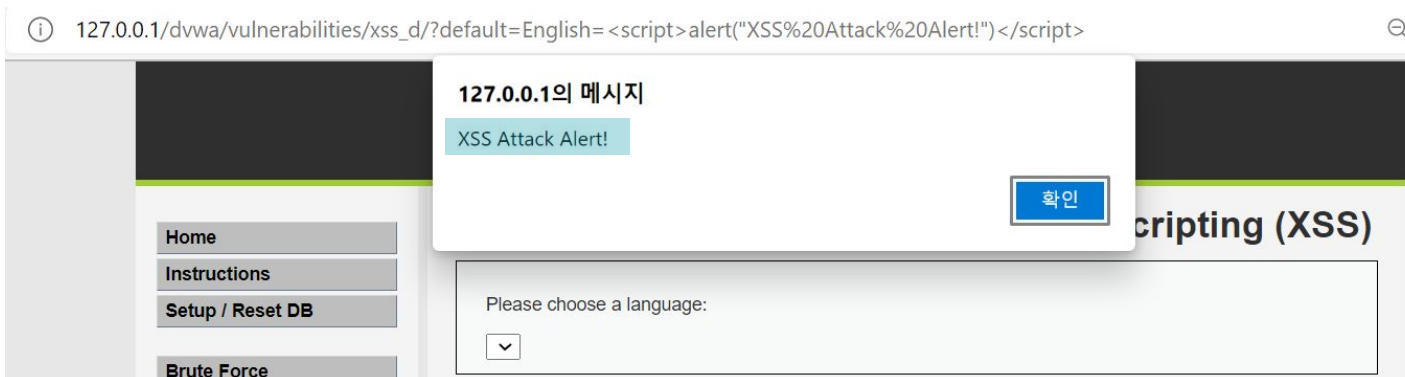 127.0.0.1/dvwa/vulnerabilities/xss_d/?default=English=<script>alert("XSS%20Attack%20Alert!")</script>
127.0.0.1의 메시지
XSS Attack Alert!
확인
cripting (XSS)
Home
Instructions
Setup / Reset DB
Brute Force
Please choose a language: